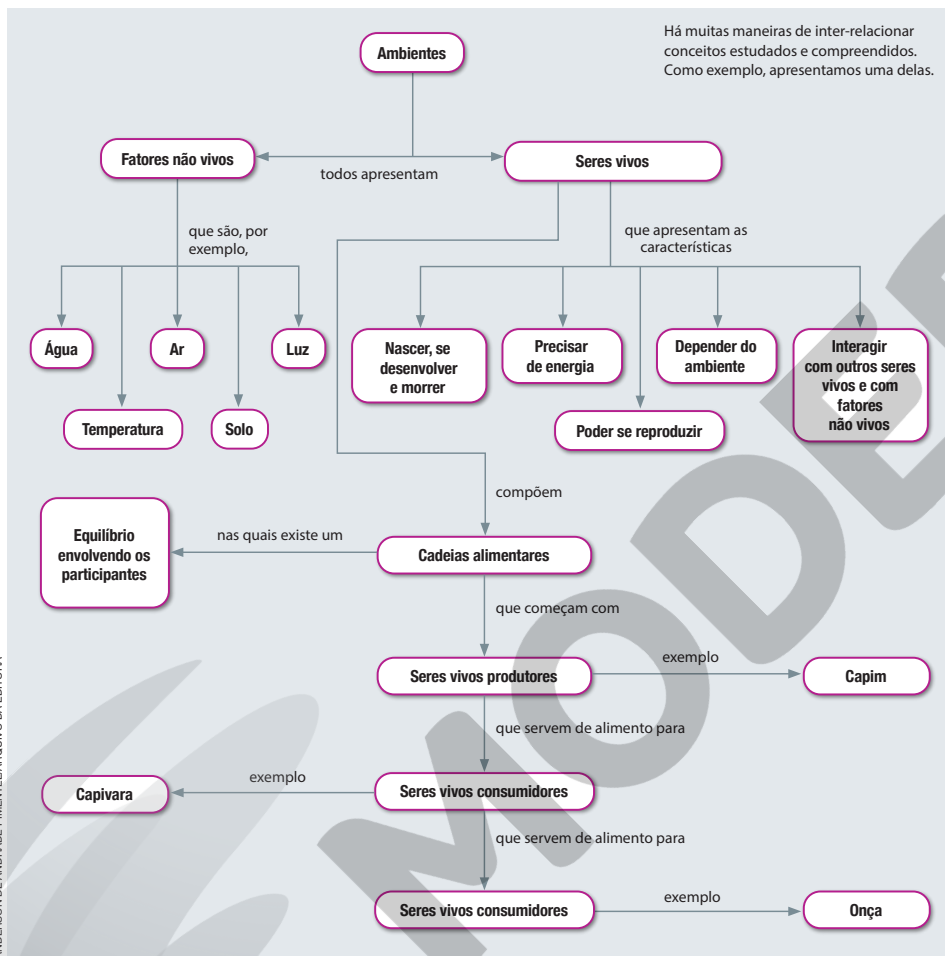 Há muitas maneiras de inter-relacionar
conceitos estudados e compreendidos.
Como exemplo, apresentamos uma delas.
Ambientes
Fatores não vivos
todos apresentam
Seres vivos
que são, por
exemplo,
que apresentam as
características
Água
Ar
Luz
Temperatura
Solo
Nascer, se
desenvolver
e morrer
Precisar
de energia
Depender do
ambiente
Interagir
com outros seres
vivos e com
fatores
não vivos
Poder se reproduzir
compõem
Equilíbrio
envolvendo os
participantes
nas quais existe um
Cadeias alimentares
que começam com
Seres vivos produtores
exemplo
Capim
que servem de alimento para
Capivara
exemplo
Seres vivos consumidores
que servem de alimento para
Seres vivos consumidores
exemplo
Onça